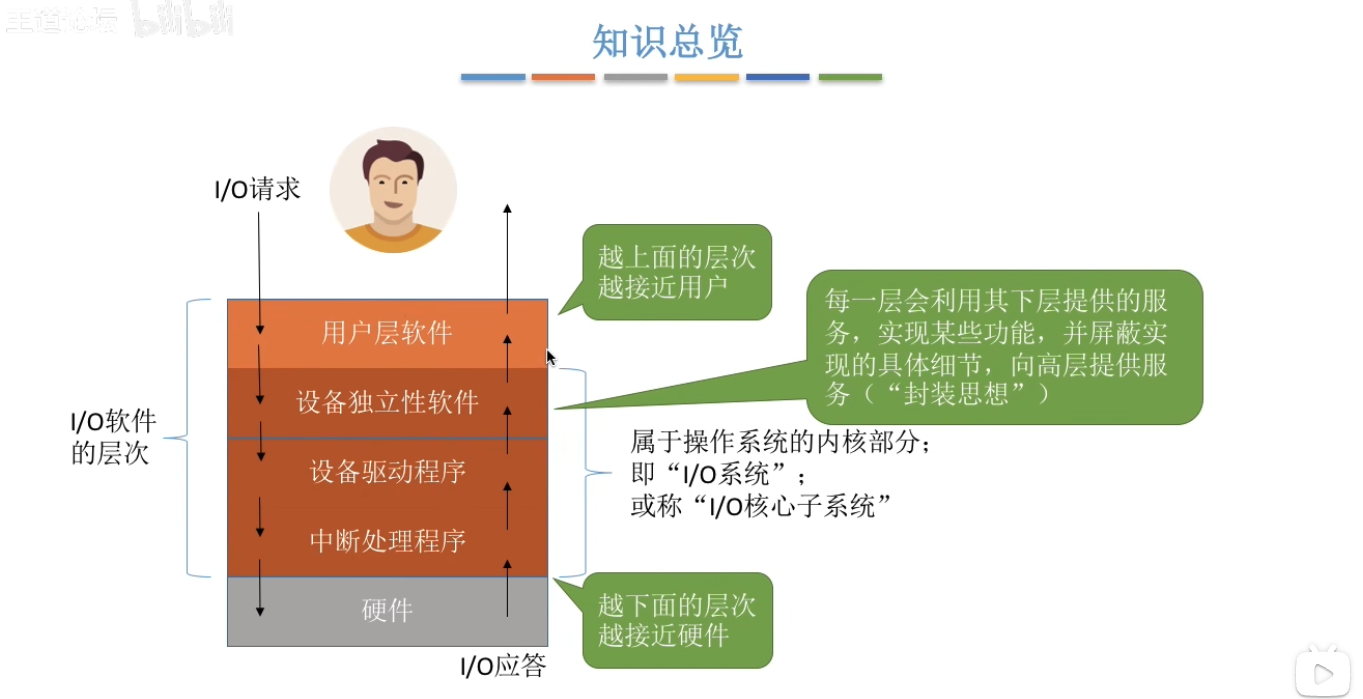 王道论坛 bilibili
知识总览
I/O请求
越上面的层次
越接近用户
每一层会利用其下层提供的服
务，实现某些功能，并屏蔽实
现的具体细节，向高层提供服
务（“封装思想”）
用户层软件
设备独立性软件
I/O软件
的层次
设备驱动程序
中断处理程序
属于操作系统的内核部分；
即“I/O系统”；
或称“I/O核心子系统”
硬件
越下面的层次
越接近硬件
I/O应答